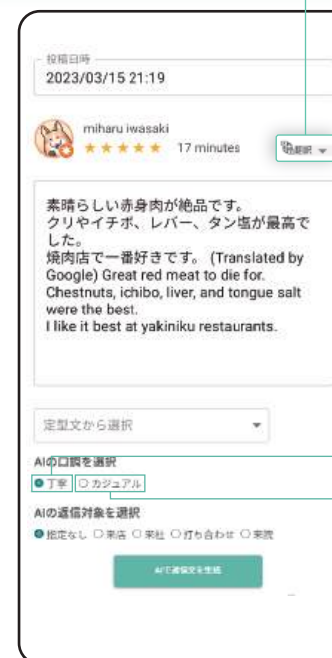 投稿日時
2023/03/15 21:19
miharu iwasaki
17 minutes
翻訳
素晴らしい赤身肉が絶品です。
クリやイチボ、レバー、タン塩が最高で
した。
焼肉店で一番好きです。 (Translated by
Google) Great red meat to die for.
Chestnuts, ichibo, liver, and tongue salt
were the best.
I like it best at yakiniku restaurants.
定型文から選択
AIの口調を選択
丁寧 カジュアル
AIの返信対象を選択
指定なし 来店 来社 打ち合わせ 来院
AIで返信文を生成